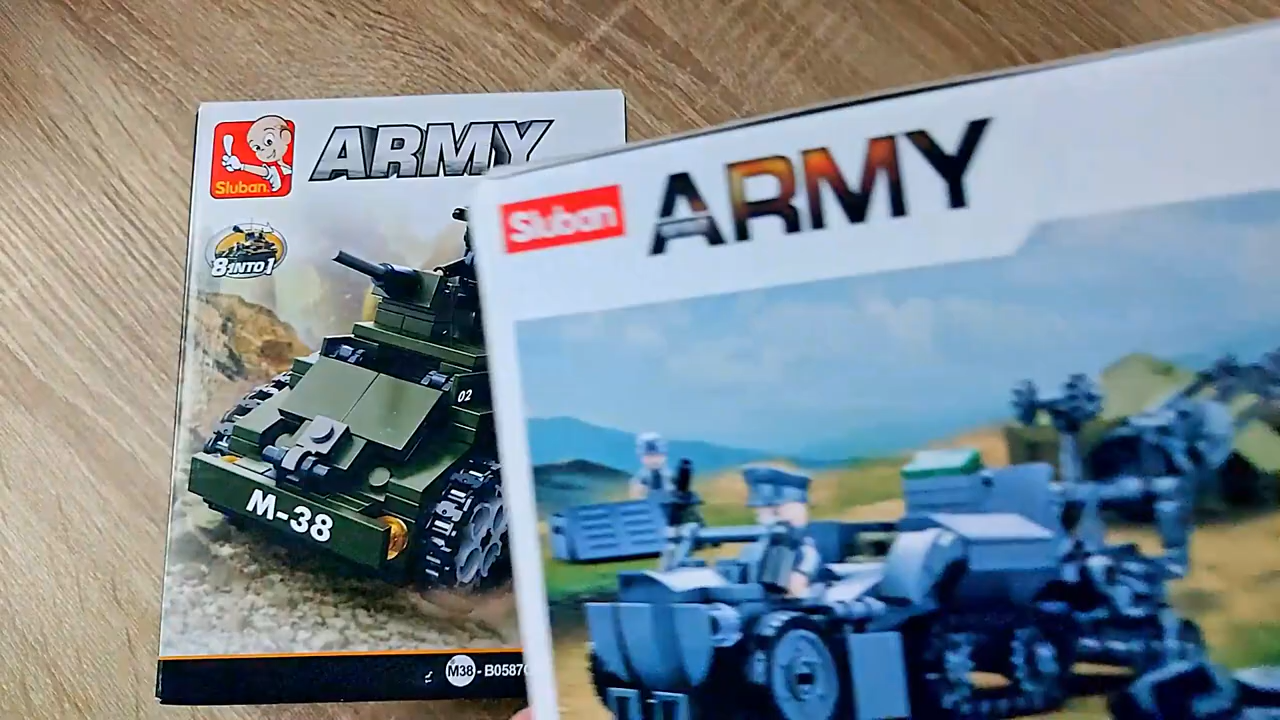 ARMY
Sluban
8 INTO 1
02
M-38
M38 - B0587
Sluban
ARMY